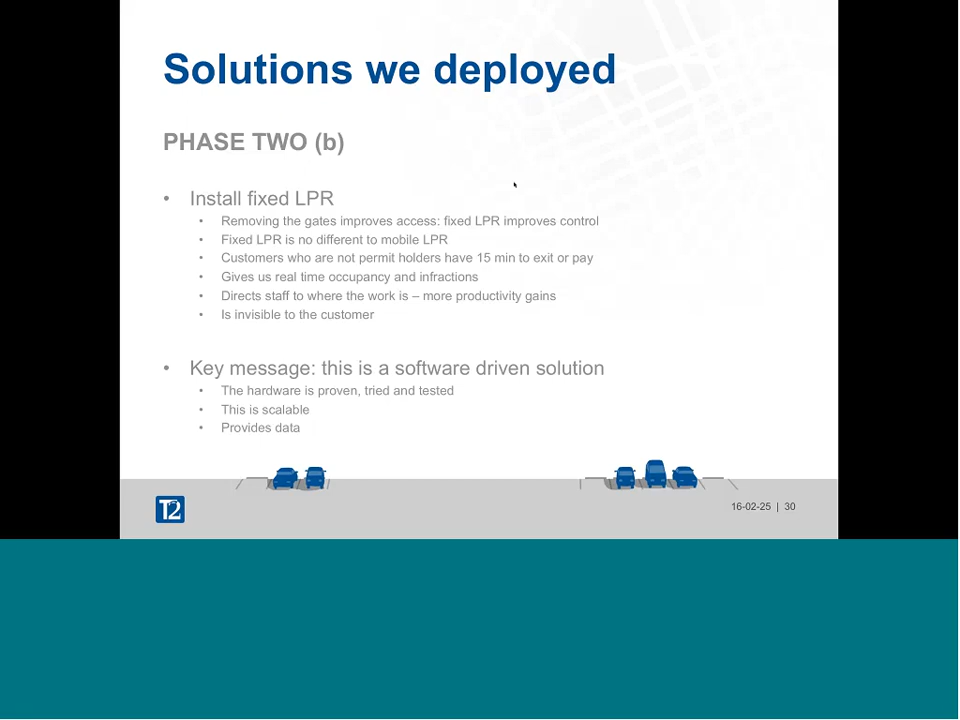 Solutions we deployed
PHASE TWO (b)
• Install fixed LPR
• Removing the gates improves access: fixed LPR improves control
• Fixed LPR is no different to mobile LPR
• Customers who are not permit holders have 15 min to exit or pay
• Gives us real time occupancy and infractions
• Directs staff to where the work is – more productivity gains
• Is invisible to the customer
• Key message: this is a software driven solution
• The hardware is proven, tried and tested
• This is scalable
• Provides data
T2
16-02-25 | 30